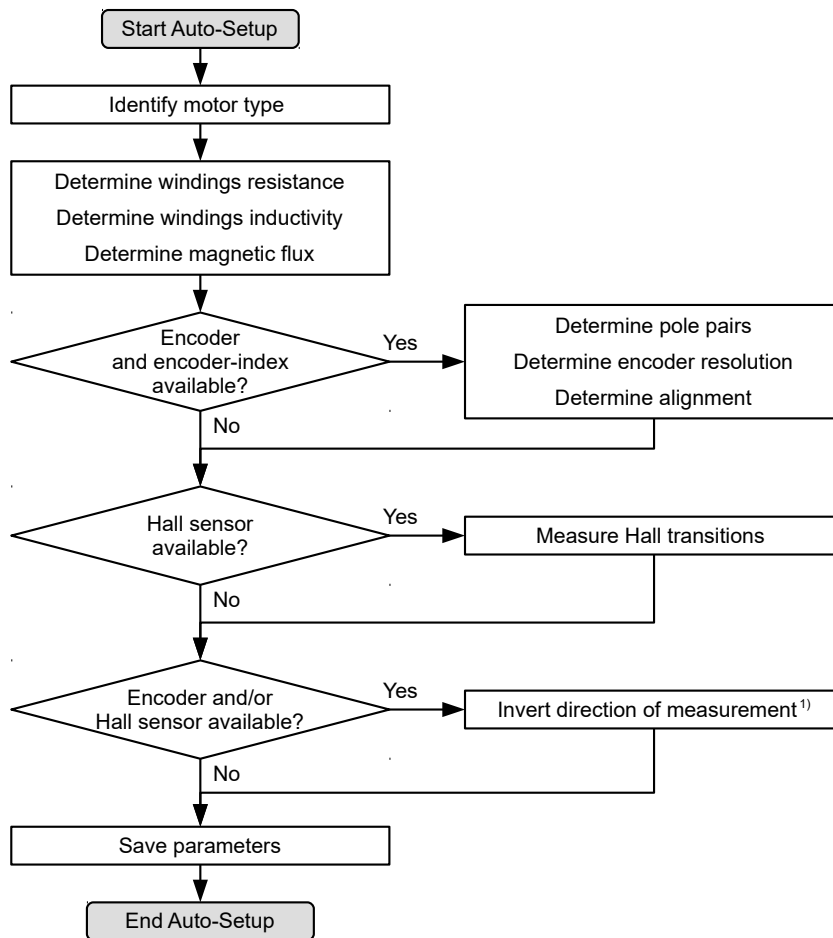 Start Auto-Setup
Identify motor type
Determine windings resistance
Determine windings inductivity
Determine magnetic flux
Encoder
and encoder-index
available?
Yes
Determine pole pairs
Determine encoder resolution
Determine alignment
No
Hall sensor
available?
Yes
Measure Hall transitions
No
Encoder and/or
Hall sensor available?
Yes
Invert direction of measurement 1)
No
Save parameters
End Auto-Setup